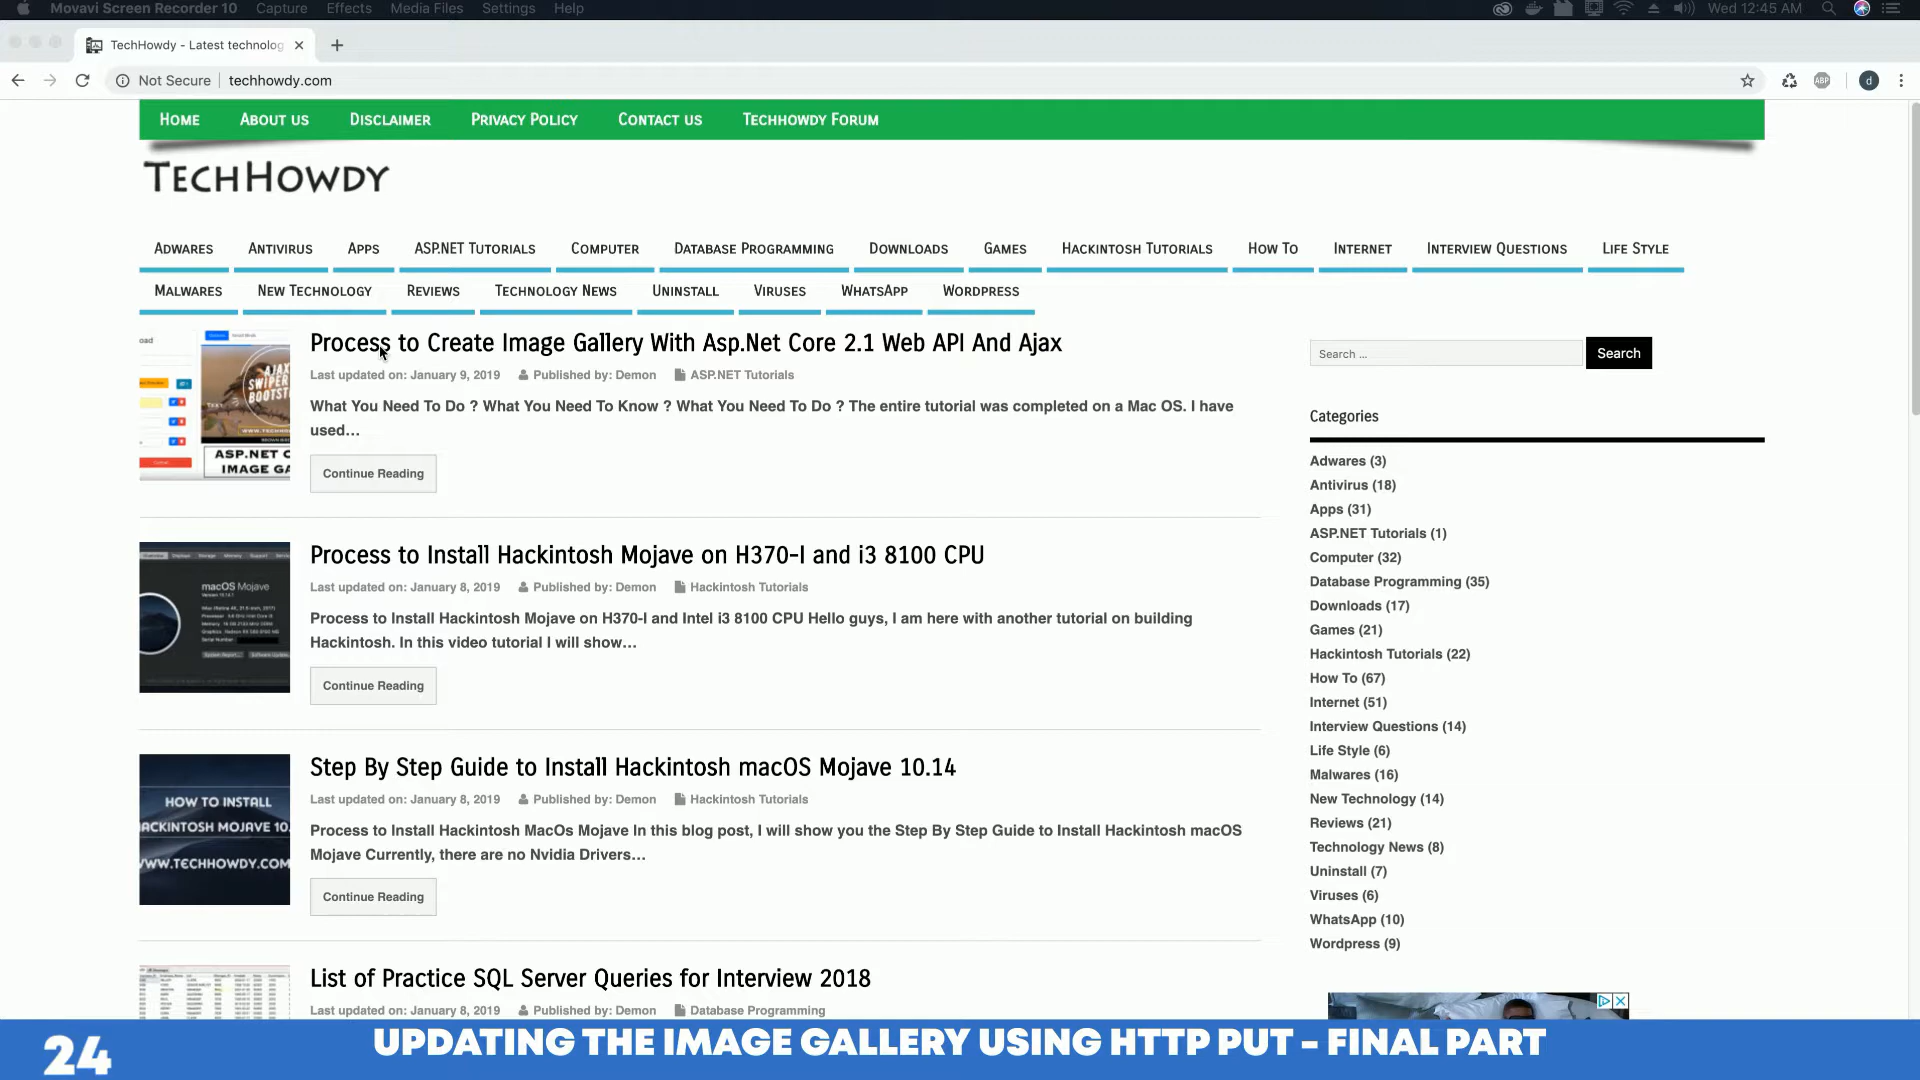 Movavi Screen Recorder 10 Capture Effects Media Files Settings Help Wed 12:45 AM
TechHowdy - Latest technolog
Not Secure techhowdy.com ABP d
HOME ABOUT US DISCLAIMER PRIVACY POLICY CONTACT US TECHHOWDY FORUM
TECHHOWDY
ADWARES ANTIVIRUS APPS ASP.NET TUTORIALS COMPUTER DATABASE PROGRAMMING DOWNLOADS GAMES HACKINTOSH TUTORIALS HOW TO INTERNET INTERVIEW QUESTIONS LIFE STYLE
MALWARES NEW TECHNOLOGY REVIEWS TECHNOLOGY NEWS UNINSTALL VIRUSES WHATSAPP WORDPRESS
Process to Create Image Gallery With Asp.Net Core 2.1 Web API And Ajax
Last updated on: January 9, 2019 Published by: Demon ASP.NET Tutorials
What You Need To Do ? What You Need To Know ? What You Need To Do ? The entire tutorial was completed on a Mac OS. I have
used…
Continue Reading
oad
AJAX
SWIPER
BOOTST
ASP.NET C
IMAGE GA
Process to Install Hackintosh Mojave on H370-I and i3 8100 CPU
Last updated on: January 8, 2019 Published by: Demon Hackintosh Tutorials
Process to Install Hackintosh Mojave on H370-I and Intel i3 8100 CPU Hello guys, I am here with another tutorial on building
Hackintosh. In this video tutorial I will show…
Continue Reading
macOS Mojave
Step By Step Guide to Install Hackintosh macOS Mojave 10.14
Last updated on: January 8, 2019 Published by: Demon Hackintosh Tutorials
Process to Install Hackintosh MacOs Mojave In this blog post, I will show you the Step By Step Guide to Install Hackintosh macOS
Mojave Currently, there are no Nvidia Drivers…
Continue Reading
HOW TO INSTALL
ACKINTOSH MOJAVE 10.
WWW.TECHHOWDY.COM
List of Practice SQL Server Queries for Interview 2018
Last updated on: January 8, 2019 Published by: Demon Database Programming
Search ... Search
Categories
Adwares (3)
Antivirus (18)
Apps (31)
ASP.NET Tutorials (1)
Computer (32)
Database Programming (35)
Downloads (17)
Games (21)
Hackintosh Tutorials (22)
How To (67)
Internet (51)
Interview Questions (14)
Life Style (6)
Malwares (16)
New Technology (14)
Reviews (21)
Technology News (8)
Uninstall (7)
Viruses (6)
WhatsApp (10)
Wordpress (9)
24 UPDATING THE IMAGE GALLERY USING HTTP PUT - FINAL PART